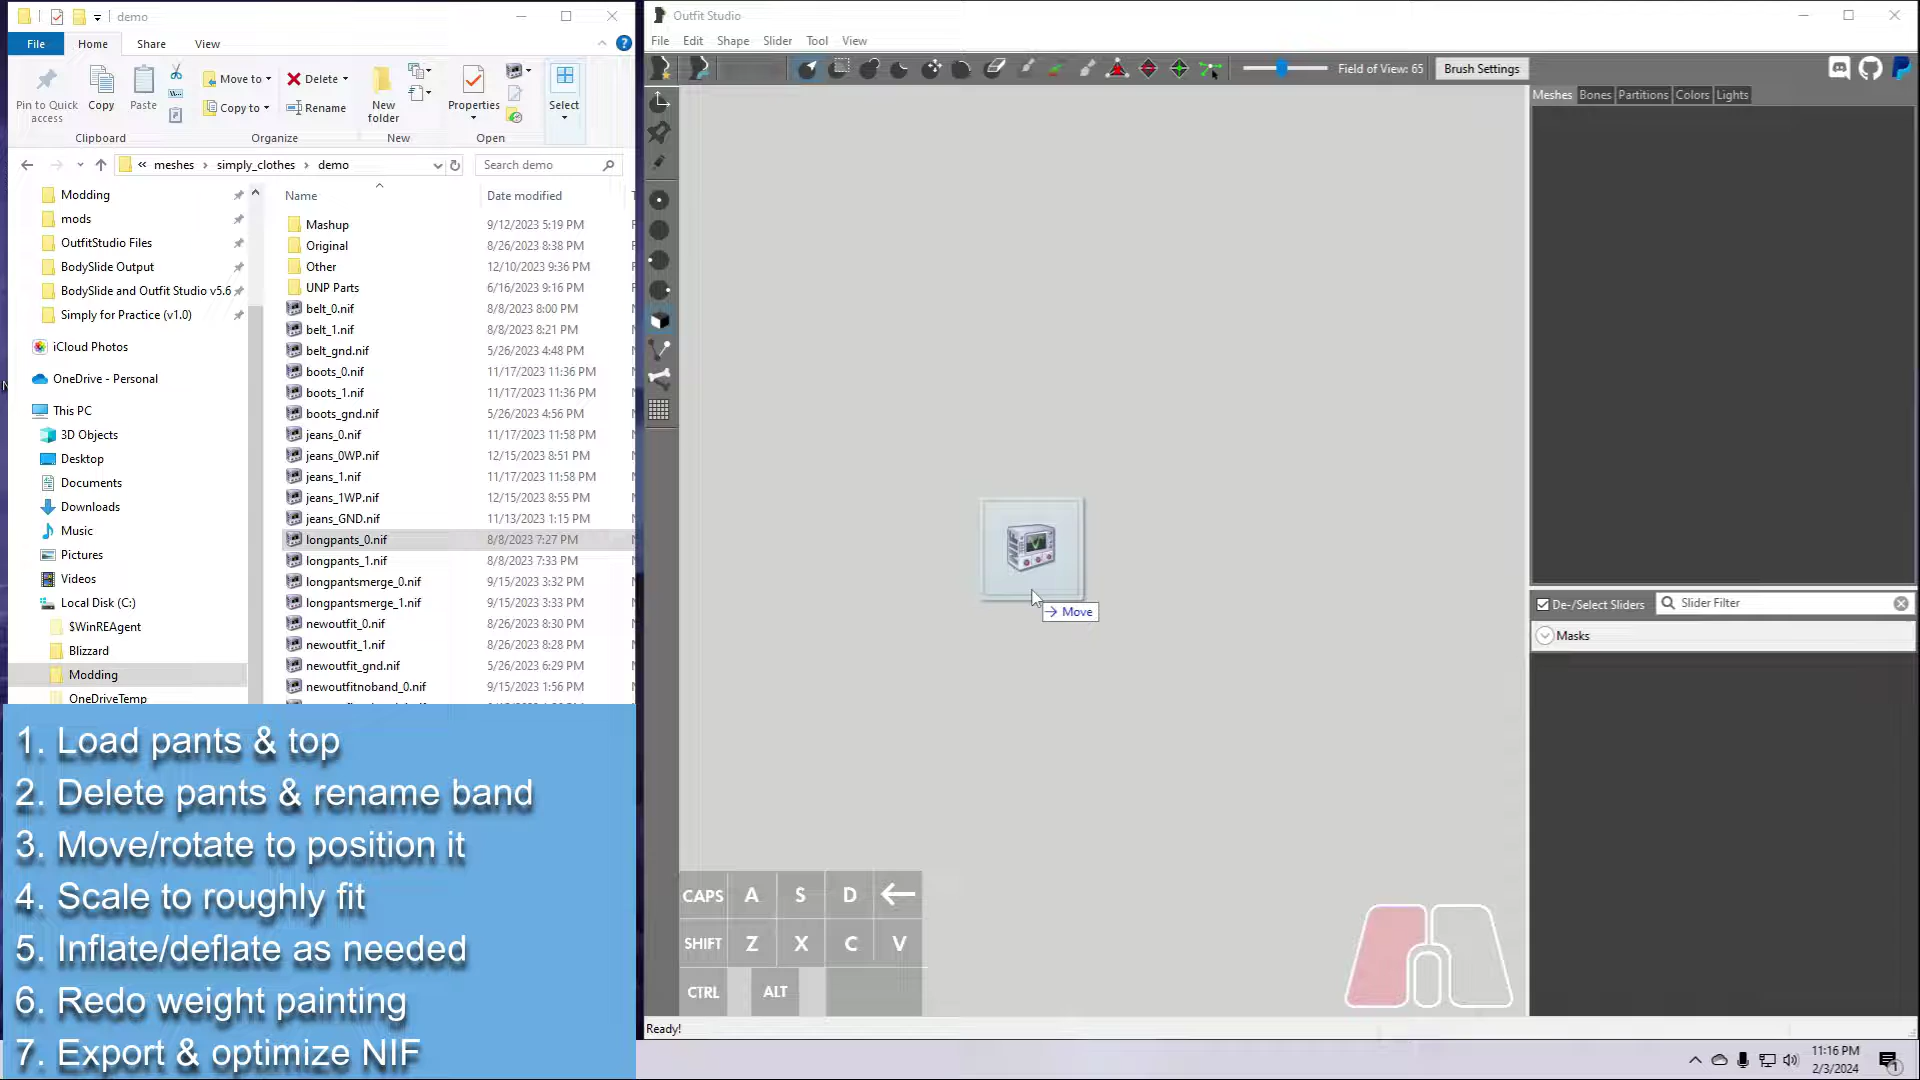 demo
File Home Share View
Pin to Quick access
Copy
Paste
Move to
Copy to
Delete
Rename
New folder
Properties
Select
Clipboard Organize New Open
« meshes › simply_clothes › demo
Search demo
Modding
mods
OutfitStudio Files
BodySlide Output
BodySlide and Outfit Studio v5.6
Simply for Practice (v1.0)
iCloud Photos
OneDrive - Personal
This PC
3D Objects
Desktop
Documents
Downloads
Music
Pictures
Videos
Local Disk (C:)
$WinREAgent
Blizzard
Modding
OneDriveTemp
Name Date modified
Mashup 9/12/2023 5:19 PM
Original 8/26/2023 8:38 PM
Other 12/10/2023 9:36 PM
UNP Parts 6/16/2023 9:16 PM
belt_0.nif 8/8/2023 8:00 PM
belt_1.nif 8/8/2023 8:21 PM
belt_gnd.nif 5/26/2023 4:48 PM
boots_0.nif 11/17/2023 11:36 PM
boots_1.nif 11/17/2023 11:36 PM
boots_gnd.nif 5/26/2023 4:56 PM
jeans_0.nif 11/17/2023 11:58 PM
jeans_0WP.nif 12/15/2023 8:51 PM
jeans_1.nif 11/17/2023 11:58 PM
jeans_1WP.nif 12/15/2023 8:55 PM
jeans_GND.nif 11/13/2023 1:15 PM
longpants_0.nif 8/8/2023 7:27 PM
longpants_1.nif 8/8/2023 7:33 PM
longpantsmerge_0.nif 9/15/2023 3:32 PM
longpantsmerge_1.nif 9/15/2023 3:33 PM
newoutfit_0.nif 8/26/2023 8:30 PM
newoutfit_1.nif 8/26/2023 8:28 PM
newoutfit_gnd.nif 5/26/2023 6:29 PM
newoutfitnoband_0.nif 9/15/2023 1:56 PM
1. Load pants & top
2. Delete pants & rename band
3. Move/rotate to position it
4. Scale to roughly fit
5. Inflate/deflate as needed
6. Redo weight painting
7. Export & optimize NIF
Outfit Studio
File Edit Shape Slider Tool View
Field of View: 65 Brush Settings
Meshes Bones Partitions Colors Lights
→ Move
De-/Select Sliders Slider Filter
Masks
CAPS A S D ←
SHIFT Z X C V
CTRL ALT
Ready!
11:16 PM
2/3/2024
1